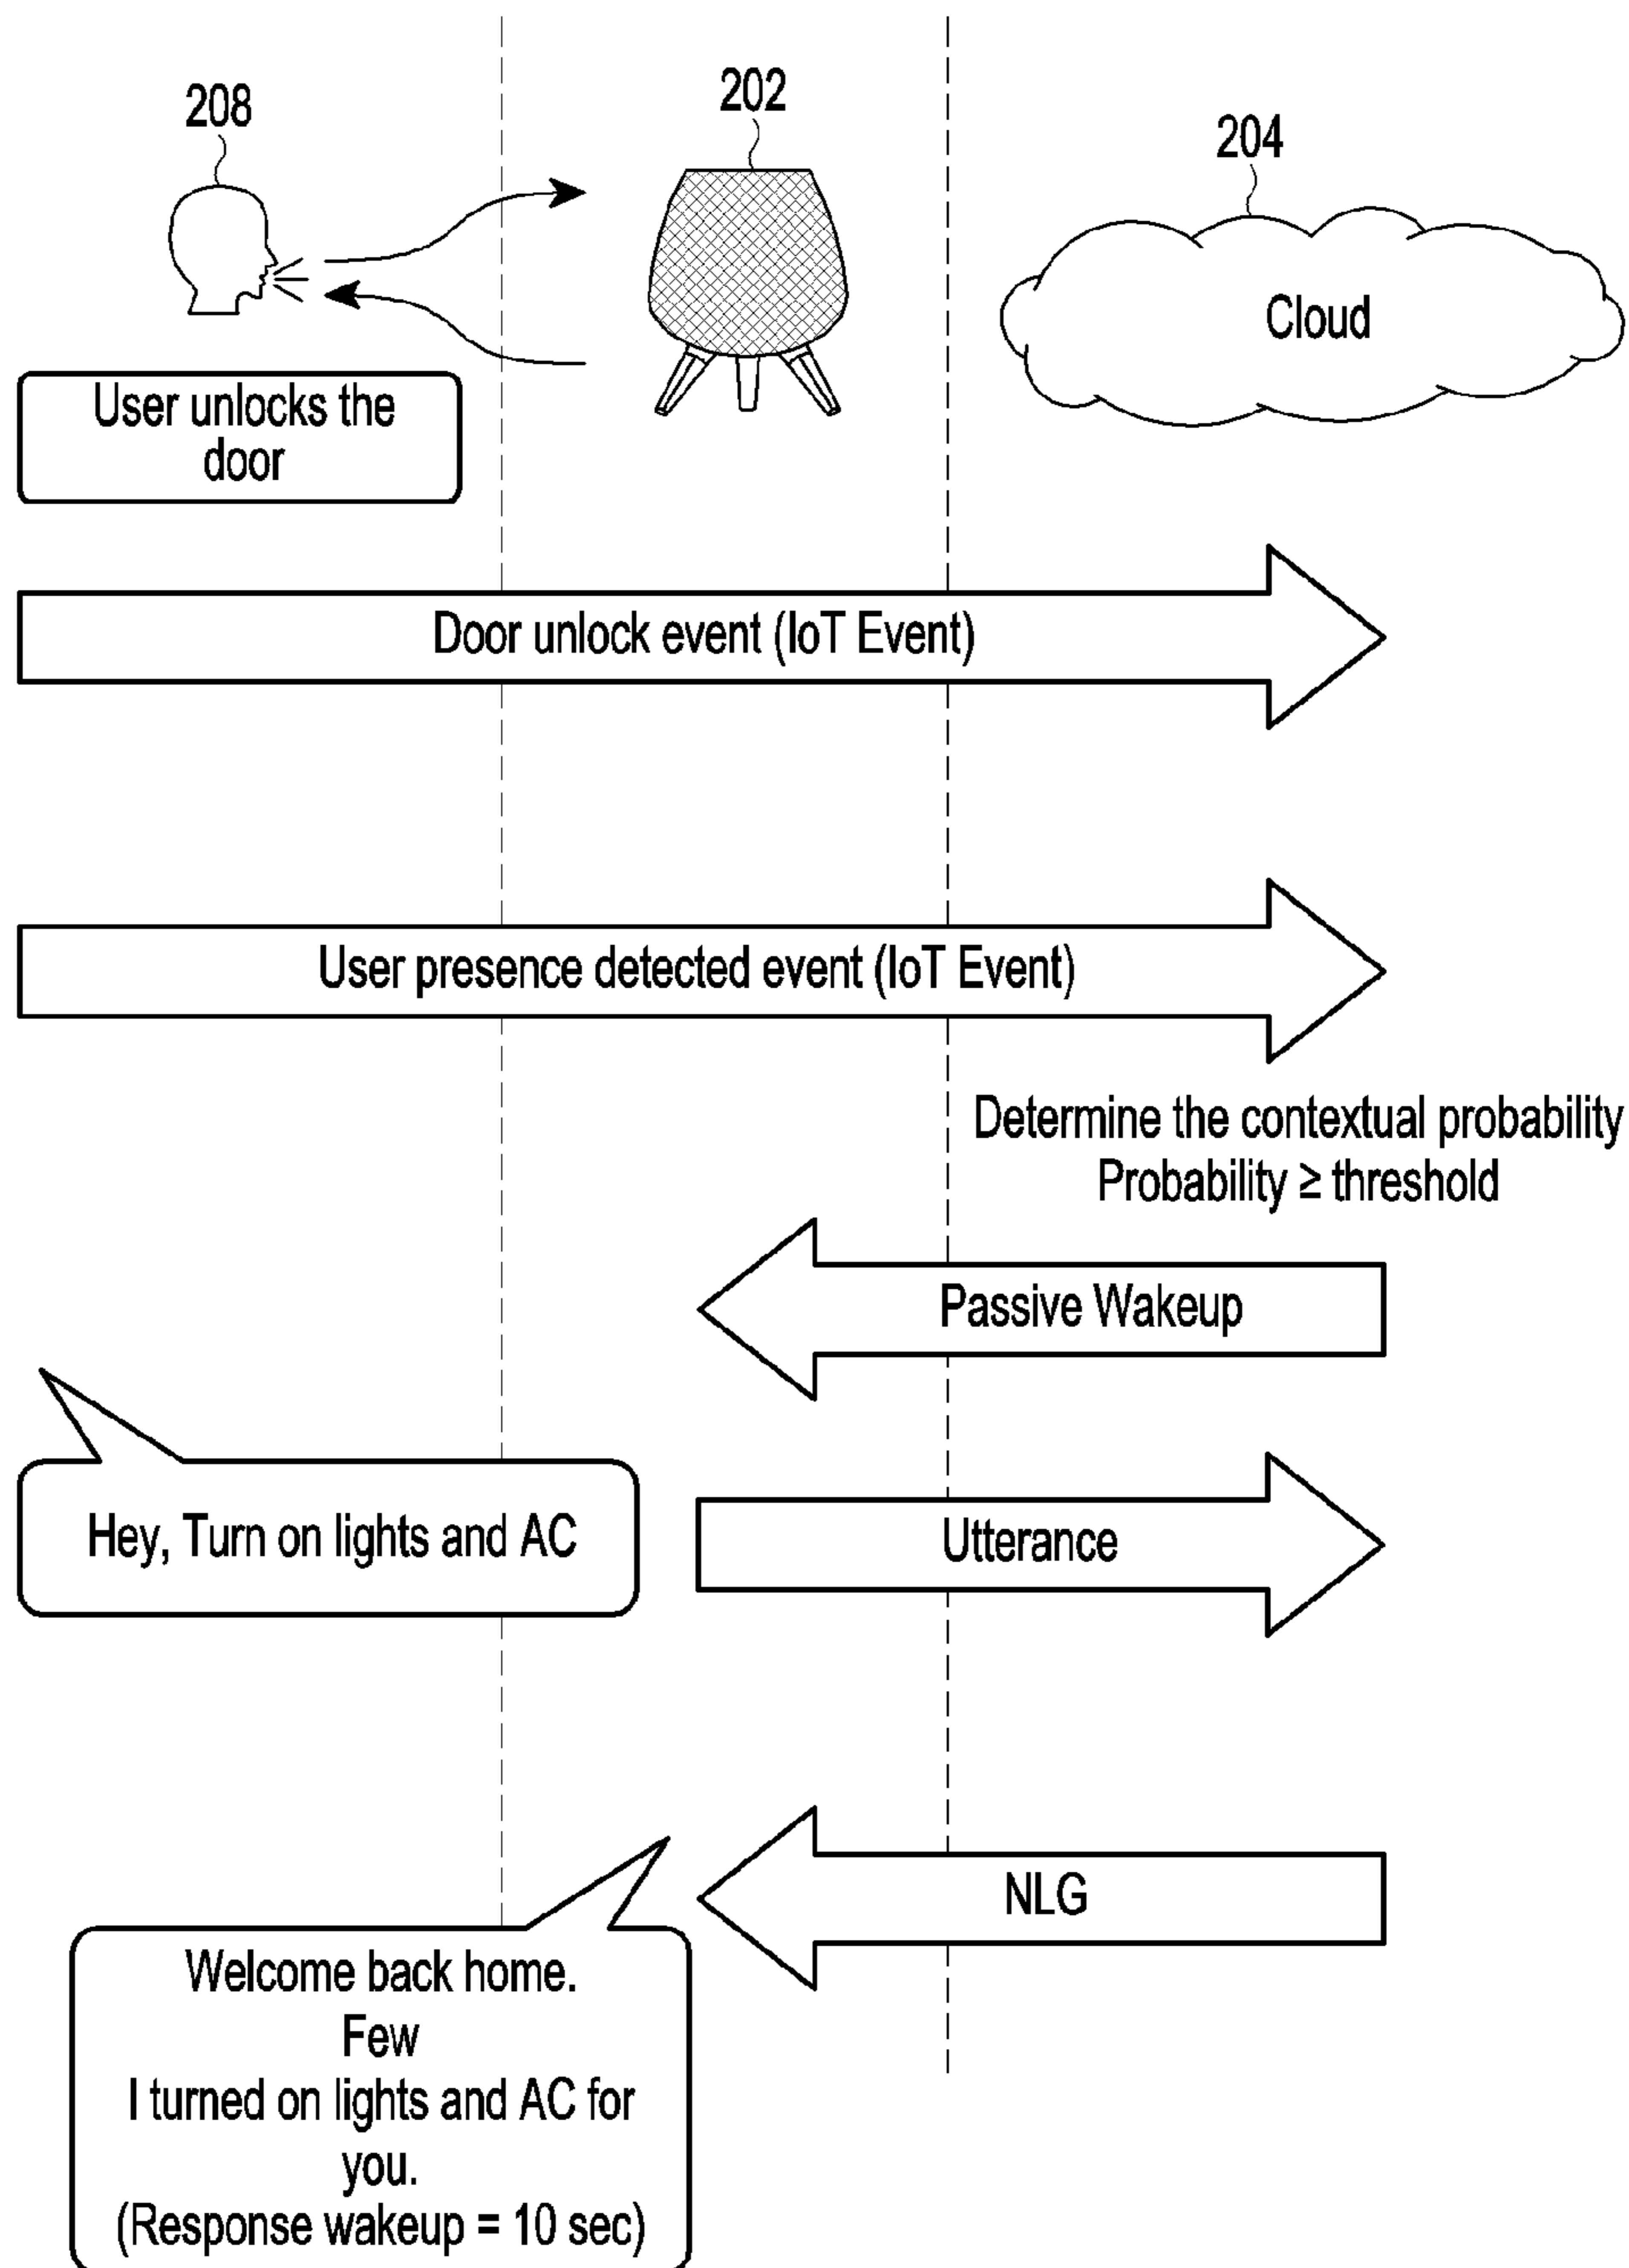 208
202
204
Cloud
User unlocks the
door
Door unlock event (IoT Event)
User presence detected event (IoT Event)
Determine the contextual probability
Probability ≥ threshold
Passive Wakeup
Hey, Turn on lights and AC
Utterance
NLG
Welcome back home.
Few
I turned on lights and AC for
you.
(Response wakeup = 10 sec)